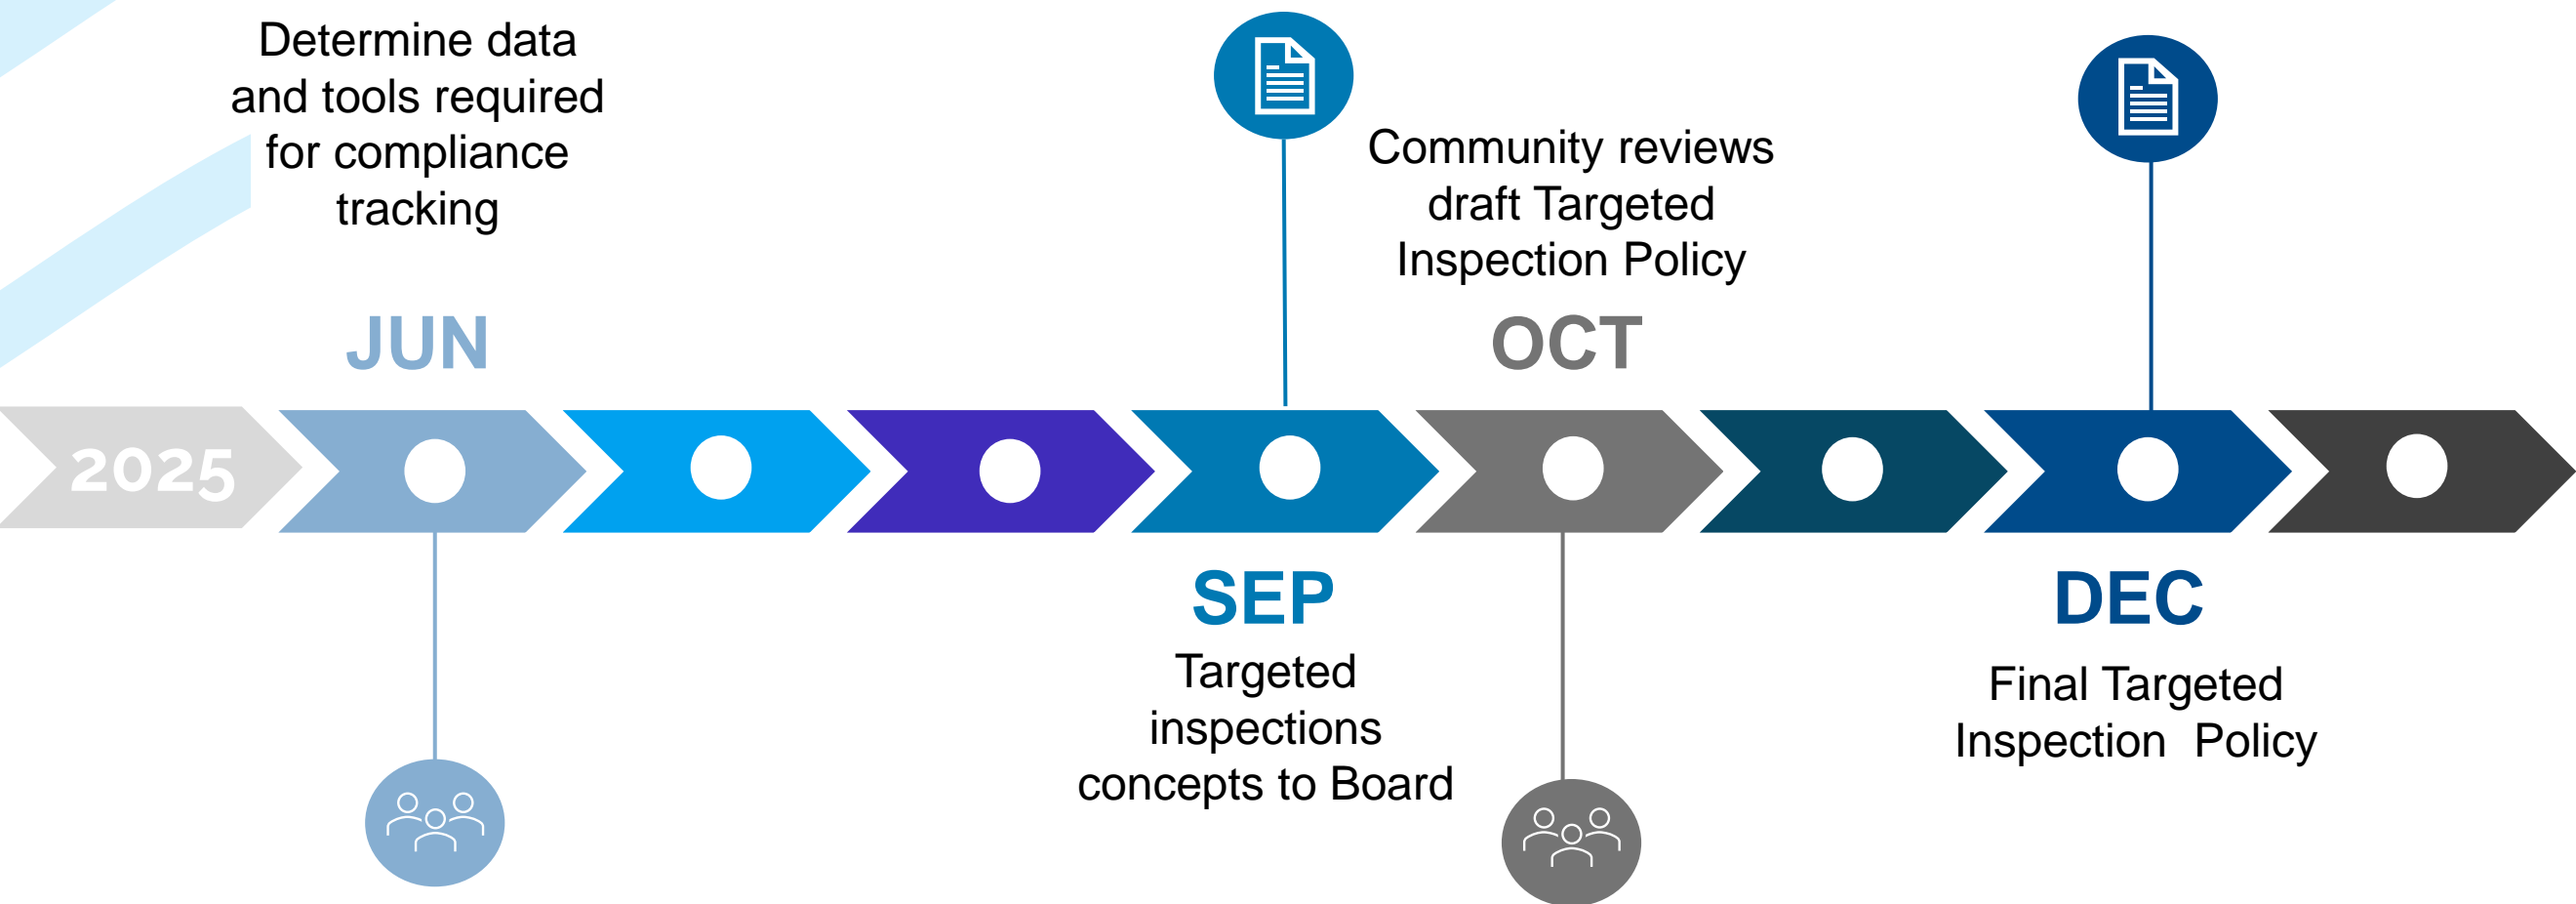 Determine data
and tools required
for compliance
tracking
JUN
Community reviews
draft Targeted
Inspection Policy
OCT
2025
SEP
Targeted
inspections
concepts to Board
DEC
Final Targeted
Inspection  Policy